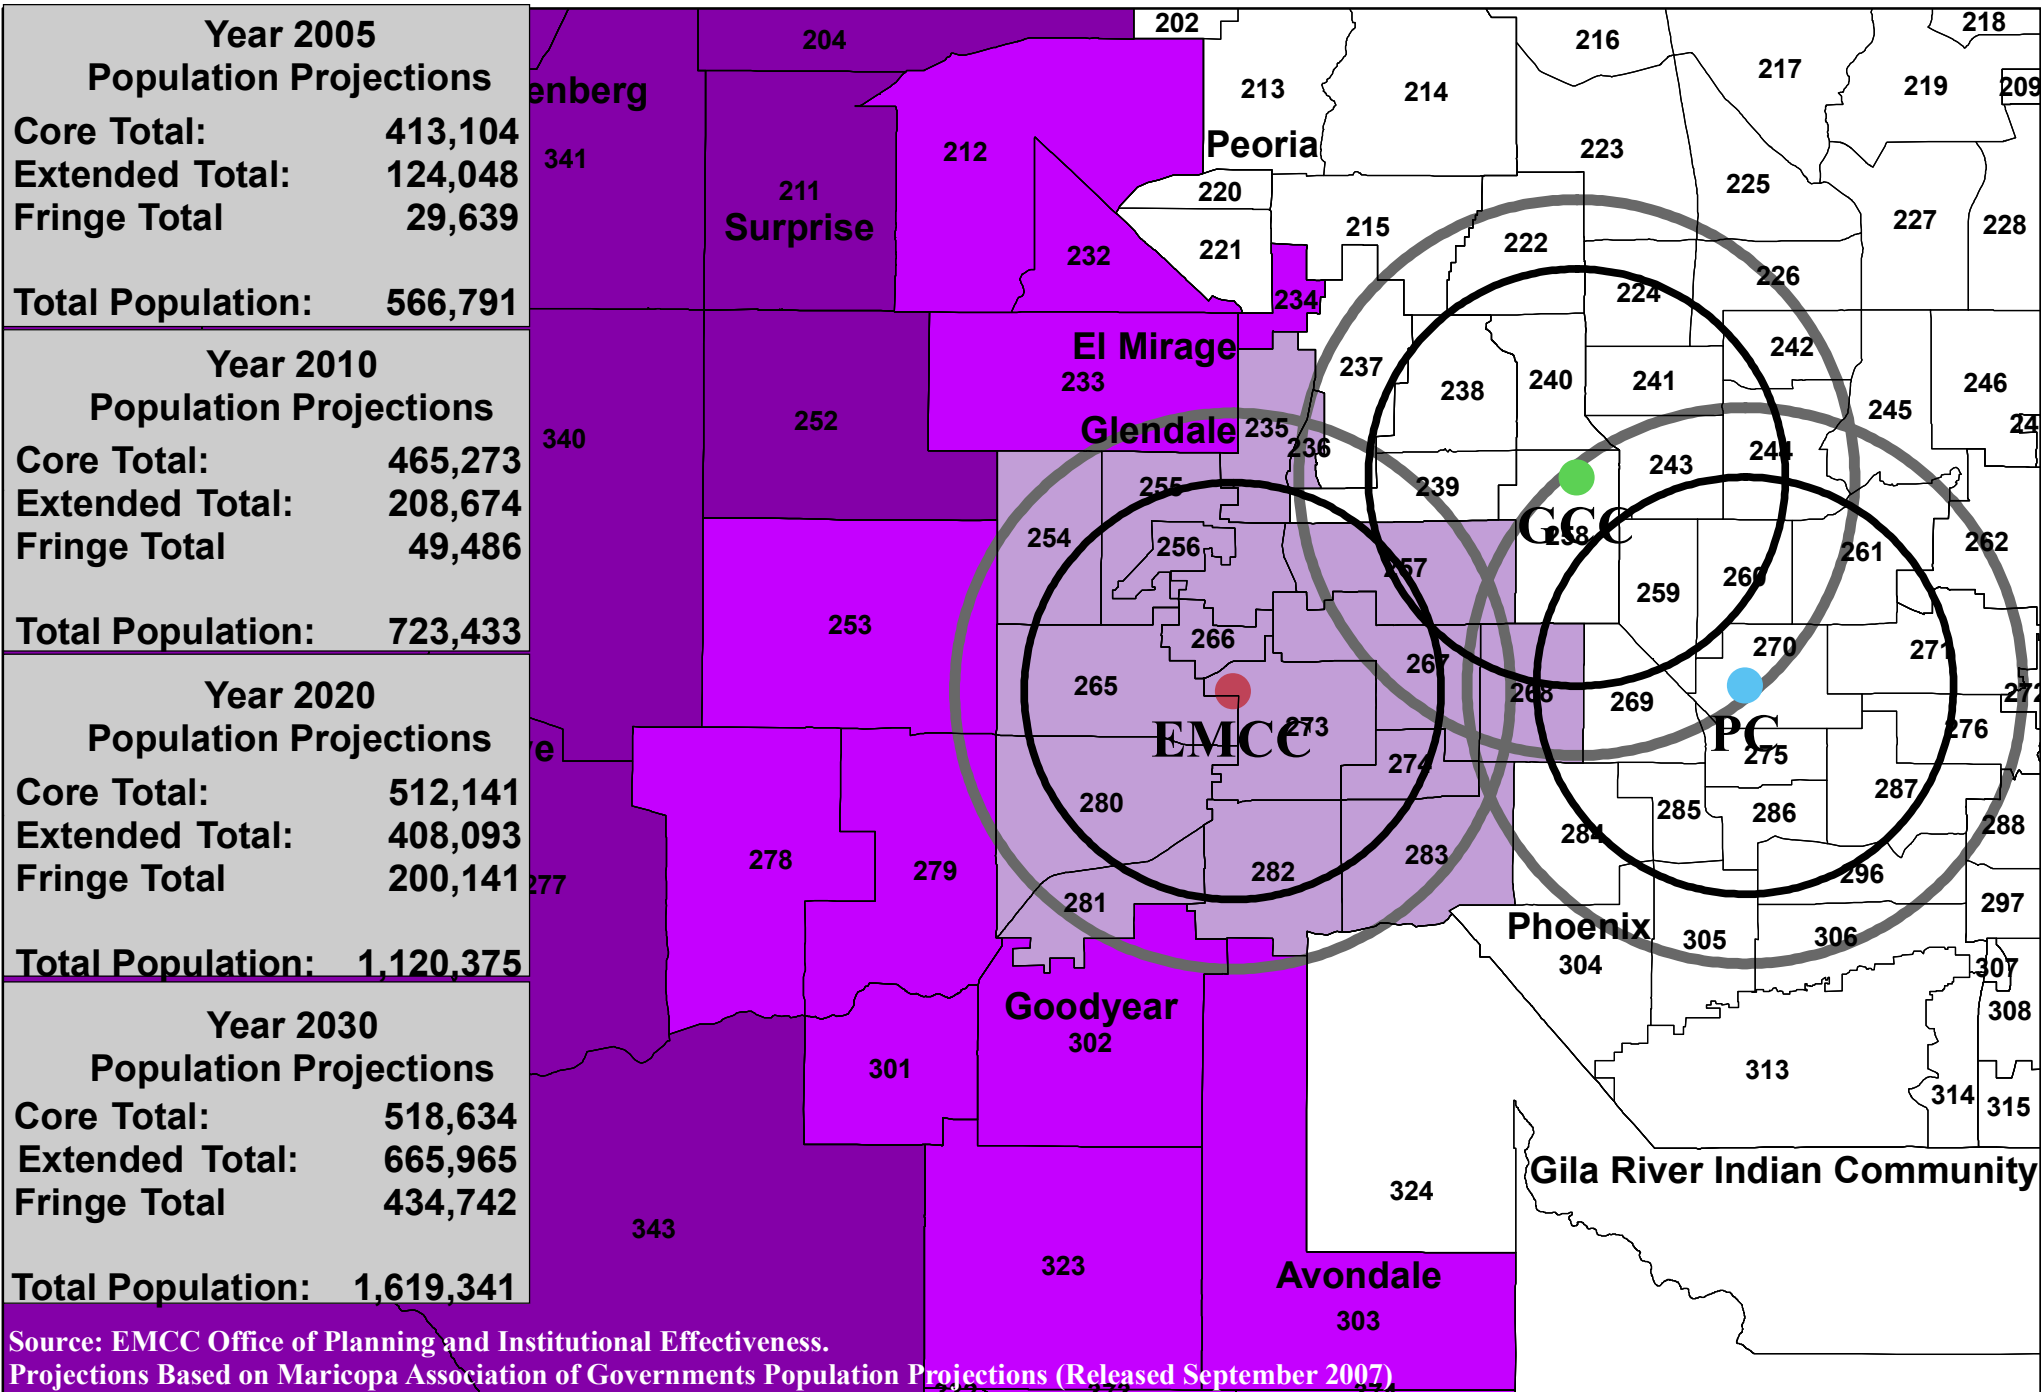 Year 2005
Population Projections
Core Total: 413,104
Extended Total: 124,048
Fringe Total 29,639
Total Population: 566,791
Year 2010
Population Projections
Core Total: 465,273
Extended Total: 208,674
Fringe Total 49,486
Total Population: 723,433
Year 2020
Population Projections
Core Total: 512,141
Extended Total: 408,093
Fringe Total 200,141
Total Population: 1,120,375
Year 2030
Population Projections
Core Total: 518,634
Extended Total: 665,965
Fringe Total 434,742
Total Population: 1,619,341
204
202
216
218
217
enberg
213
214
219
209
341
212
Peoria
223
211
220
225
Surprise
215
227
228
232
221
222
226
234
224
El Mirage
242
233
237
238
240
241
246
340
252
Glendale
235
245
24
236
244
243
255
239
GCC
254
256
258
261
262
257
260
259
253
266
270
271
265
267
268
269
272
EMCC
273
PC
276
e
274
275
280
287
285
286
288
284
278
279
283
277
282
296
281
297
Phoenix
304
305
306
307
Goodyear
302
308
301
313
314
315
Gila River Indian Community
324
343
323
Avondale
303
Source: EMCC Office of Planning and Institutional Effectiveness.
Projections Based on Maricopa Association of Governments Population Projections (Released September 2007)